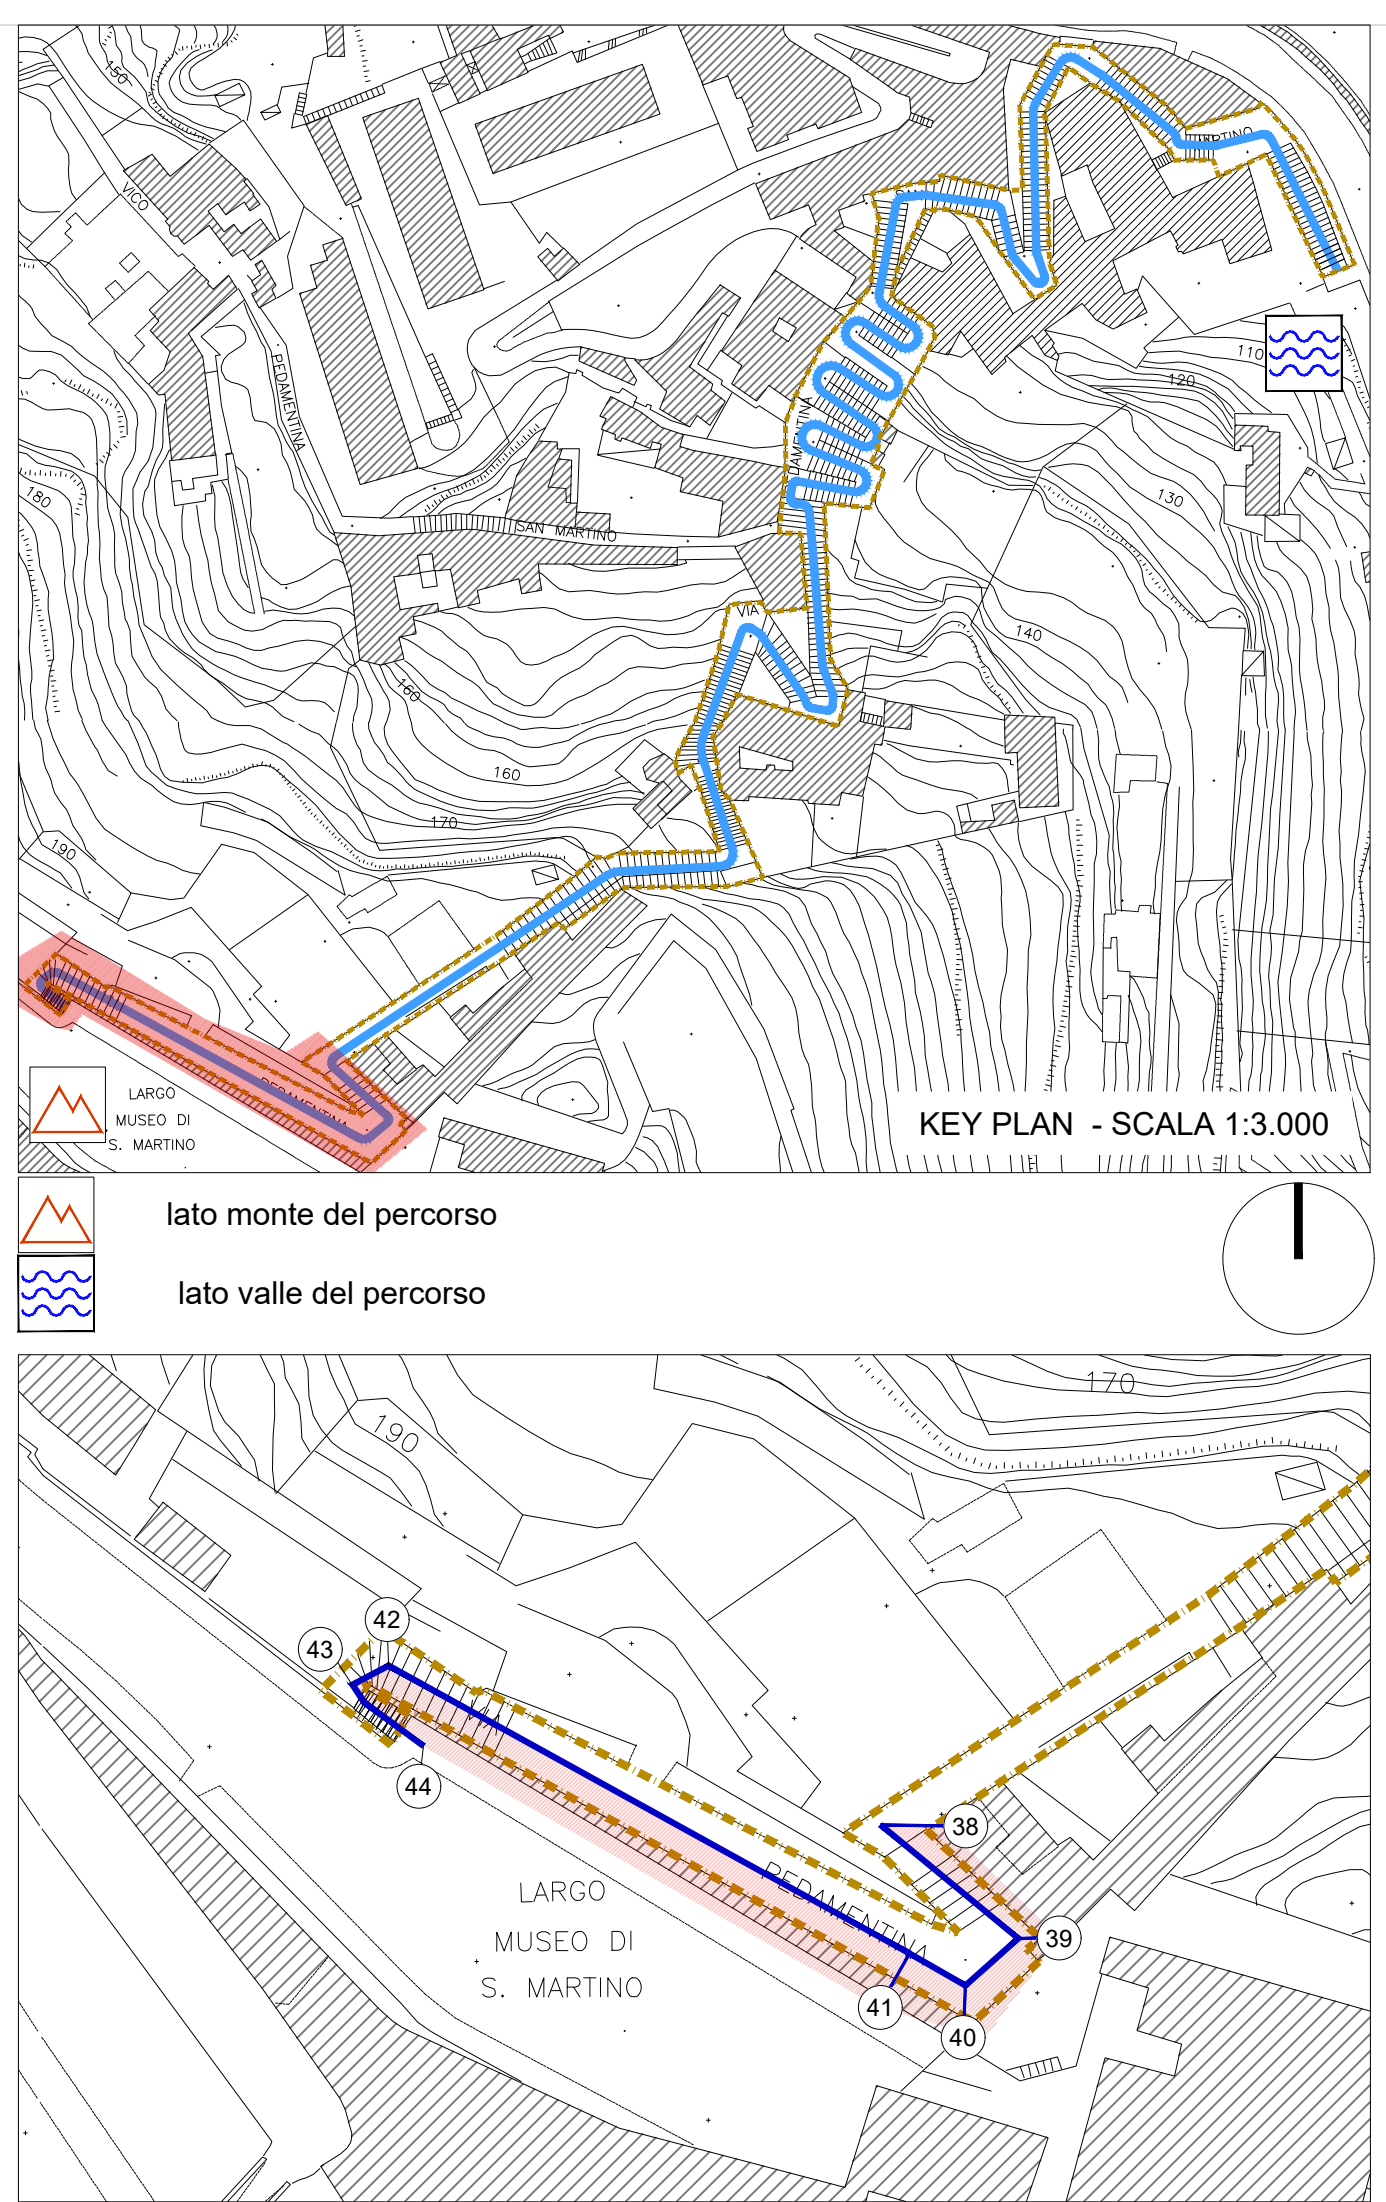 150
VICO
PEDAMENTINA
180
SAN MARTINO
SAN
110
120
130
140
VIA
160
160
170
190
PEDAMENTINA
LARGO
MUSEO DI
S. MARTINO
KEY PLAN - SCALA 1:3.000
lato monte del percorso
lato valle del percorso
170
190
42
43
VIA
44
38
PEDAMENTINA
39
41
40
LARGO
MUSEO DI
S. MARTINO